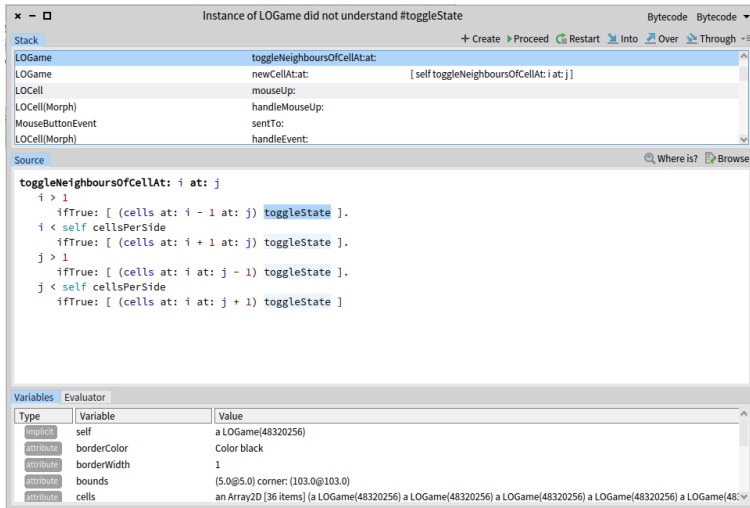 Instance of LOGame did not understand #toggleState Bytecode Bytecode
Stack + Create Proceed Restart Into Over Through
LOGame toggleNeighboursOfCellAt:at:
LOGame newCellAt:at: [ self toggleNeighboursOfCellAt: i at: j ]
LOCell mouseUp:
LOCell(Morph) handleMouseUp:
MouseButtonEvent sentTo:
LOCell(Morph) handleEvent:
Source Where is? Browse
toggleNeighboursOfCellAt: i at: j
i > 1
ifTrue: [ (cells at: i - 1 at: j) toggleState ].
i < self cellsPerSide
ifTrue: [ (cells at: i + 1 at: j) toggleState ].
j > 1
ifTrue: [ (cells at: i at: j - 1) toggleState ].
j < self cellsPerSide
ifTrue: [ (cells at: i at: j + 1) toggleState ]
Variables Evaluator
Type Variable Value
implicit self a LOGame(48320256)
attribute borderColor Color black
attribute borderWidth 1
attribute bounds (5.0@5.0) corner: (103.0@103.0)
attribute cells an Array2D [36 items] (a LOGame(48320256) a LOGame(48320256) a LOGame(48320256) a LOGame(48320256) a LOGame(48: